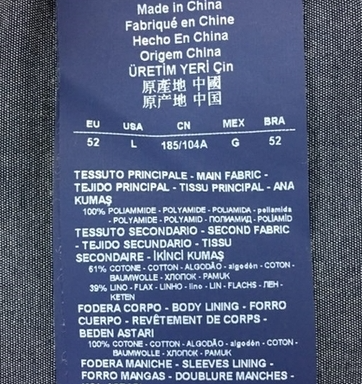 Made in China
Fabriqué en Chine
Hecho En China
Origem China
ÜRETİM YERİ Çin
原產地 中國
原产地 中国
EU USA CN MEX BRA
52 L 185/104A G 52
TESSUTO PRINCIPALE - MAIN FABRIC -
TEJIDO PRINCIPAL - TISSU PRINCIPAL - ANA
KUMAŞ
100% POLIAMMIDE - POLYAMIDE - POLIAMIDA - poliamida
- POLYAMIDE - POLYAMID - ПОЛИАМИД - POLİAMİD
TESSUTO SECONDARIO - SECOND FABRIC
- TEJIDO SECUNDARIO - TISSU
SECONDAIRE - İKİNCİ KUMAŞ
61% COTONE - COTTON - ALGODÃO - algodón - COTON -
BAUMWOLLE - ХЛОПОК - PAMUK
39% LINO - FLAX - LINHO - lino - LIN - FLACHS - ЛЕН -
KETEN
FODERA CORPO - BODY LINING - FORRO
CUERPO - REVÊTEMENT DE CORPS -
BEDEN ASTARI
100% COTONE - COTTON - ALGODÃO - algodón - COTON -
BAUMWOLLE - ХЛОПОК - PAMUK
FODERA MANICHE - SLEEVES LINING -
FORRO MANGAS - DOUBLURE MANCHES -